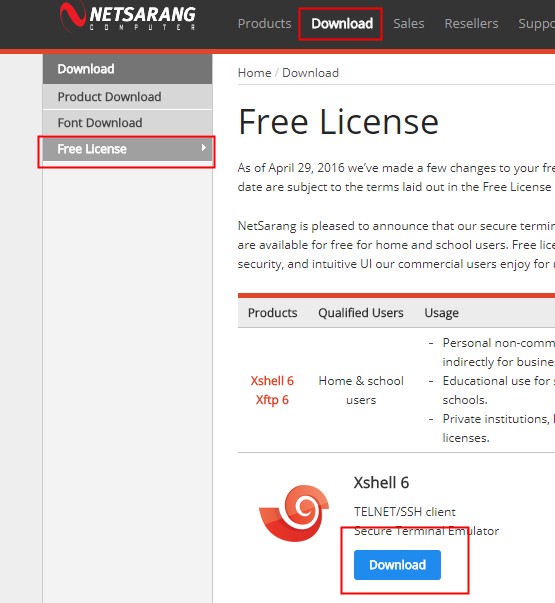 NETSARANG
COMPUTER
Products Download Sales Resellers Suppo
Download
Product Download
Font Download
Free License
Home / Download
Free License
As of April 29, 2016 we've made a few changes to your fre
date are subject to the terms laid out in the Free License
NetSarang is pleased to announce that our secure termin
are available for free for home and school users. Free lice
security, and intuitive UI our commercial users enjoy for u
Products Qualified Users Usage
Xshell 6
Xftp 6
Home & school
users
- Personal non-comm
indirectly for busine
- Educational use for s
schools.
- Private institutions, l
licenses.
Xshell 6
TELNET/SSH client
Secure Terminal Emulator
Download